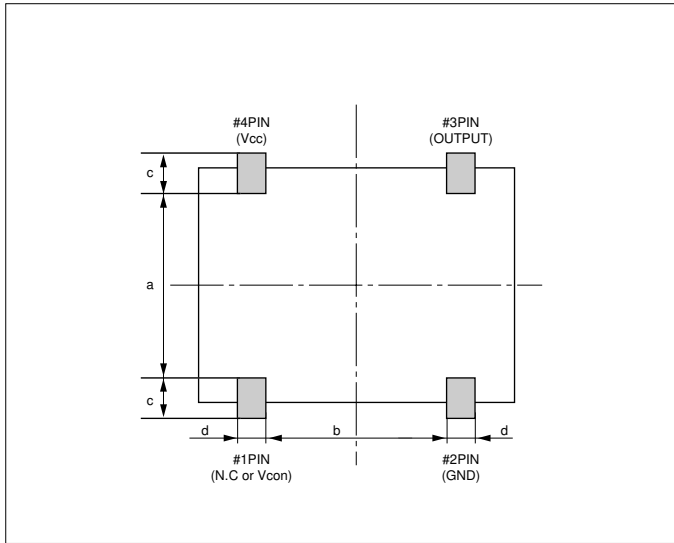 #4PIN
(Vcc)
#3PIN
(OUTPUT)
c
a
c
d
b
d
#1PIN
(N.C or Vcon)
#2PIN
(GND)